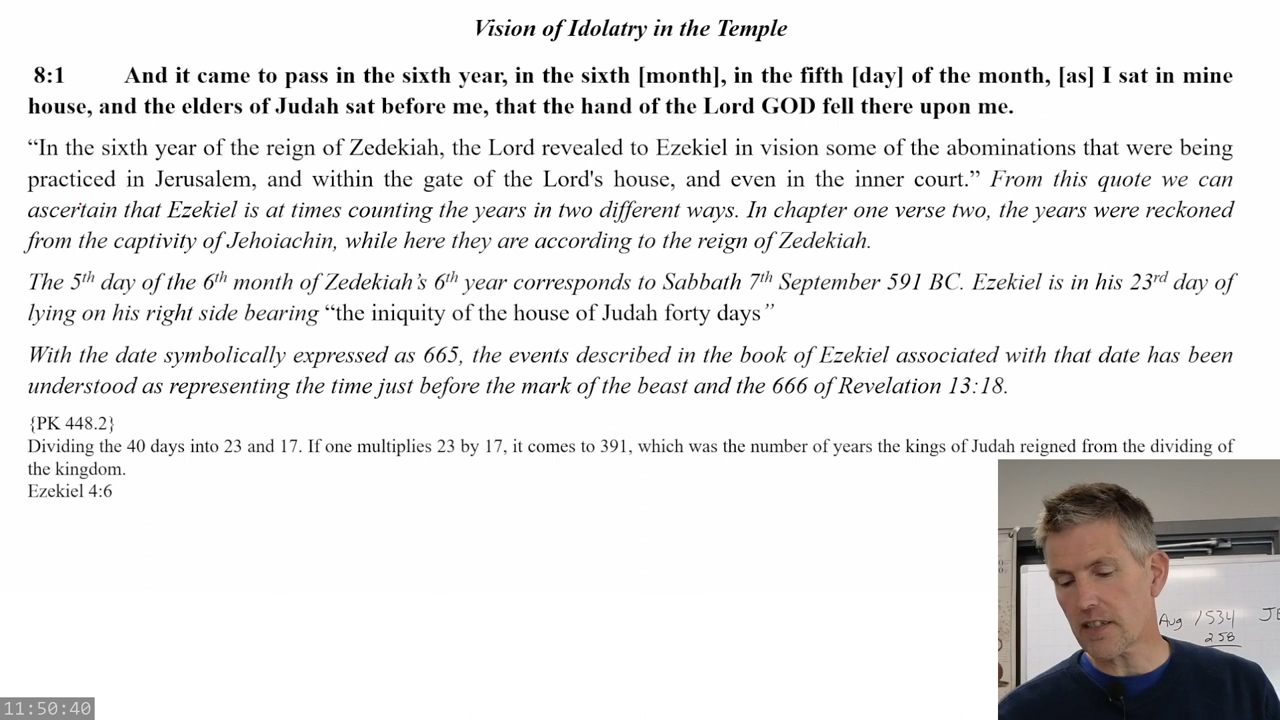 Vision of Idolatry in the Temple
8:1 And it came to pass in the sixth year, in the sixth [month], in the fifth [day] of the month, [as] I sat in mine
house, and the elders of Judah sat before me, that the hand of the Lord GOD fell there upon me.
“In the sixth year of the reign of Zedekiah, the Lord revealed to Ezekiel in vision some of the abominations that were being
practiced in Jerusalem, and within the gate of the Lord's house, and even in the inner court.” From this quote we can
ascertain that Ezekiel is at times counting the years in two different ways. In chapter one verse two, the years were reckoned
from the captivity of Jehoiachin, while here they are according to the reign of Zedekiah.
The 5th day of the 6th month of Zedekiah’s 6th year corresponds to Sabbath 7th September 591 BC. Ezekiel is in his 23rd day of
lying on his right side bearing “the iniquity of the house of Judah forty days”
With the date symbolically expressed as 665, the events described in the book of Ezekiel associated with that date has been
understood as representing the time just before the mark of the beast and the 666 of Revelation 13:18.
{PK 448.2}
Dividing the 40 days into 23 and 17. If one multiplies 23 by 17, it comes to 391, which was the number of years the kings of Judah reigned from the dividing of
the kingdom.
Ezekiel 4:6
Aug 1534
258
11:50:40